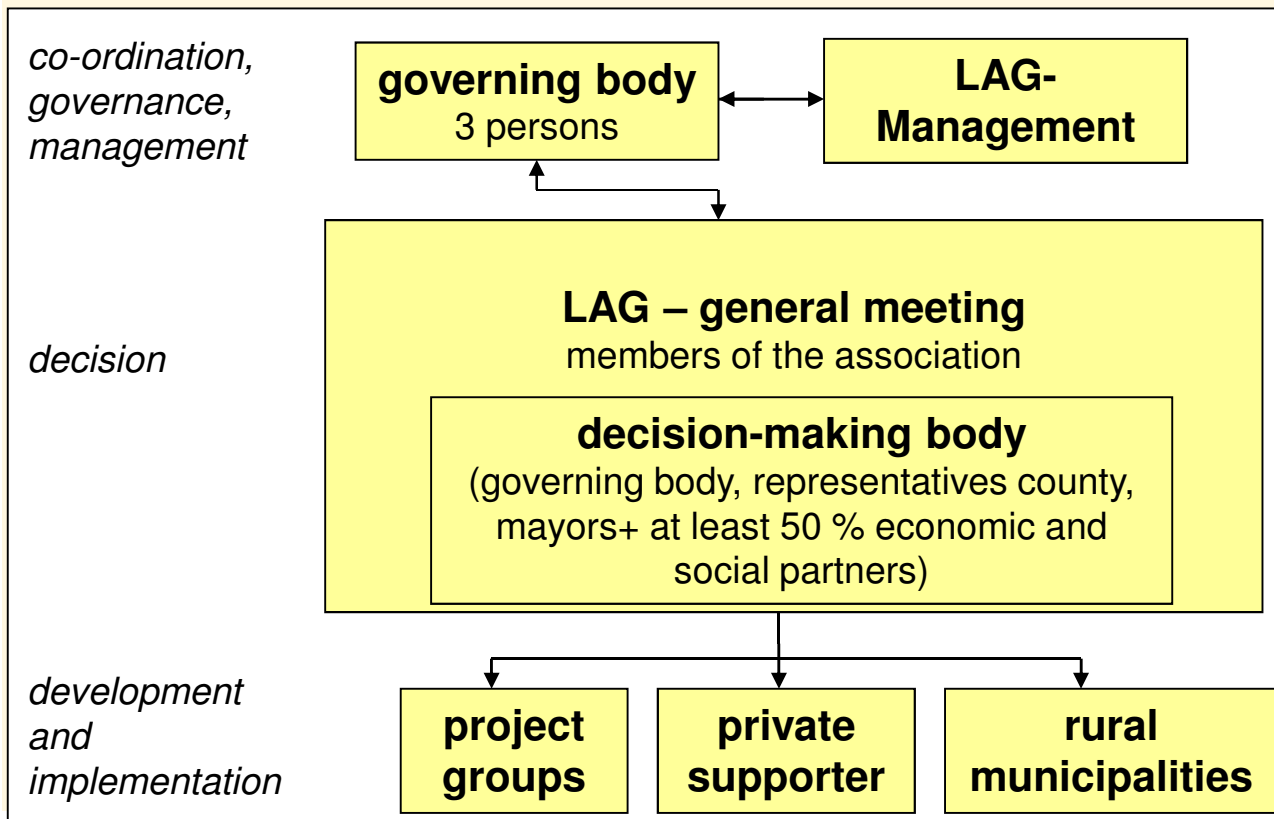 co-ordination,
governance,
management
governing body
3 persons
LAG-
Management
decision
LAG – general meeting
members of the association
decision-making body
(governing body, representatives county,
mayors+ at least 50 % economic and
social partners)
development
and
implementation
project
groups
private
supporter
rural
municipalities